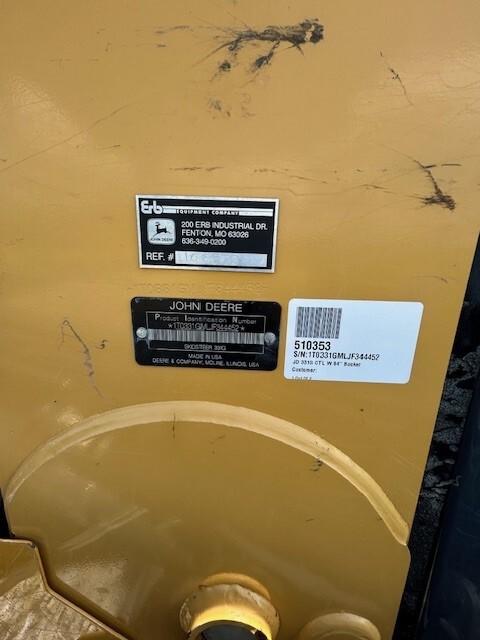 Erb
EQUIPMENT COMPANY
JOHN DEERE
200 ERB INDUSTRIAL DR.
FENTON, MO 63026
636-349-0200
REF. #
JOHN DEERE
Product Identification Number
*1T0331GMLJF344452*
SKIDSTEER 331G
MADE IN USA
DEERE & COMPANY, MOLINE, ILLINOIS, USA
510353
S/N:1T0331GMLJF344452
JD 331G CTL W 84" Bucket
Customer: